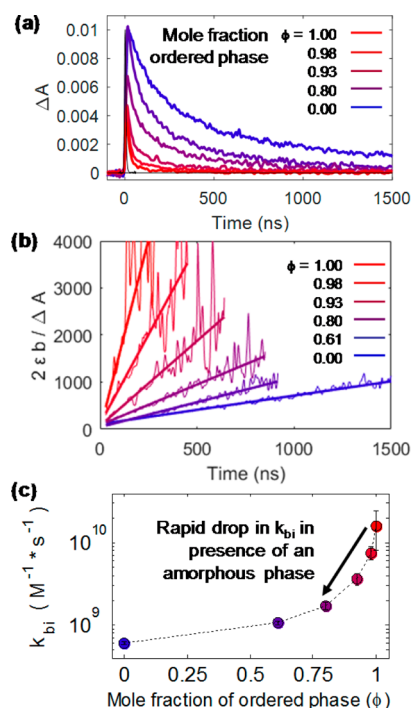 (a)
Mole fraction
ordered phase
ϕ = 1.00
0.98
0.93
0.80
0.00
ΔA
0.01
0.008
0.006
0.004
0.002
0
0 500 1000 1500
Time (ns)
(b)
ϕ = 1.00
0.98
0.93
0.80
0.61
0.00
2 ε b / Δ A
4000
3000
2000
1000
0
0 500 1000 1500
Time (ns)
(c)
Rapid drop in k_bi in
presence of an
amorphous phase
k_bi ( M⁻¹ * s⁻¹ )
10¹⁰
10⁹
0 0.25 0.50 0.75 1
Mole fraction of ordered phase (ϕ)